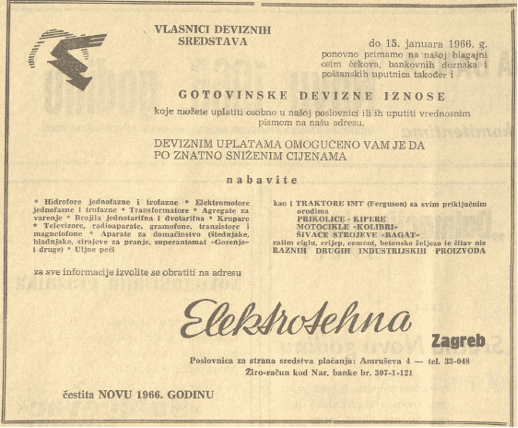 VLASNICI DEVIZNIH
SREDSTAVA
do 15. januara 1966. g.
ponovno primamo na našoj blagajni
osim čekova, bankovnih doznaka i
poštanskih uputnica također i
GOTOVINSKE DEVIZNE IZNOSE
koje možete uplatiti osobno u našoj poslovnici ili ih uputiti vrednosnim
pismom na našu adresu.
DEVIZNIM UPLATAMA OMOGUĆENO VAM JE DA
PO ZNATNO SNIŽENIM CIJENAMA
nabavite
* Hidrofore jednofazne i trofazne * Elektromotore
jednofazne i trofazne * Transformatore * Agregate za
varenje * Brojila jednotarifna i dvotarifna * Krupare
* Televizore, radioaparate, gramofone, tranzistore i
magnetofone * Aparate za domaćinstvo (štednjake,
hladnjake, strojeve za pranje, superautomat »Gorenje«
i druge) * Uljne peći
kao i TRAKTORE IMT (Ferguson) sa svim priključnim
oruđima
PRIKOLICE - KIPERE
MOTOCIKLE »KOLIBRI«
ŠIVAĆE STROJEVE »BAGAT«
zatim ciglu, crijep, cement, betonsko željezo te čitav niz
RAZNIH DRUGIH INDUSTRIJSKIH PROIZVODA
za sve informacije izvolite se obratiti na adresu
Elektrotehna Zagreb
Poslovnica za strana sredstva plaćanja: Amruševa 4 — tel. 33-048
Žiro-račun kod Nar. banke br. 307-1-121
čestita NOVU 1966. GODINU